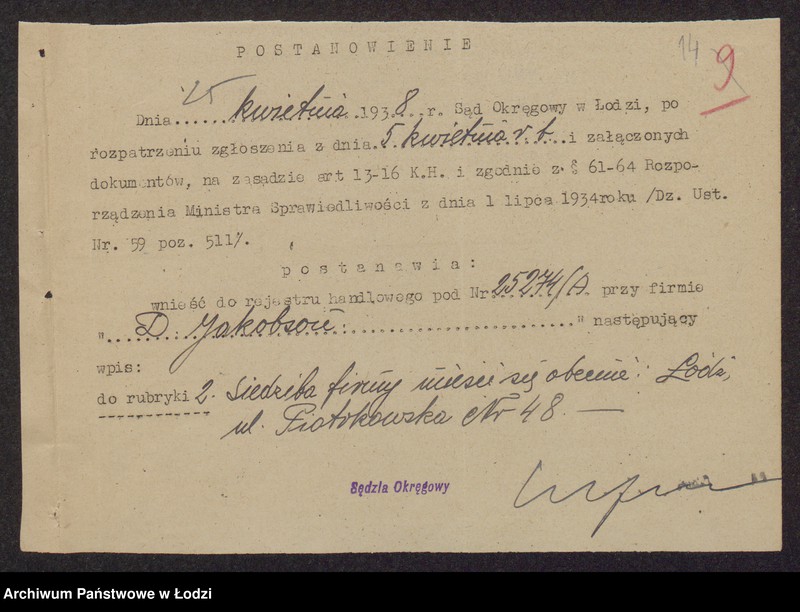 14 9
POSTANOWIENIE
Dnia 25 kwietnia 1938 r. Sąd Okręgowy w Łodzi, po
rozpatrzeniu zgłoszenia z dnia 5 kwietnia r. b. i załączonych
dokumentów, na zasadzie art 13-16 K.H. i zgodnie z § 61-64 Rozpo-
rządzenia Ministra Sprawiedliwości z dnia 1 lipca 1934roku /Dz. Ust.
Nr. 59 poz. 511/.
postanawia:
wnieść do rejestru handlowego pod Nr. 25274/A przy firmie
"D. Jakobson" następujący
wpis:
do rubryki 2. Siedziba firmy mieści się obecnie: Łódź,
ul. Piotrkowska Nr 48. —
Sędzia Okręgowy
Archiwum Państwowe w Łodzi